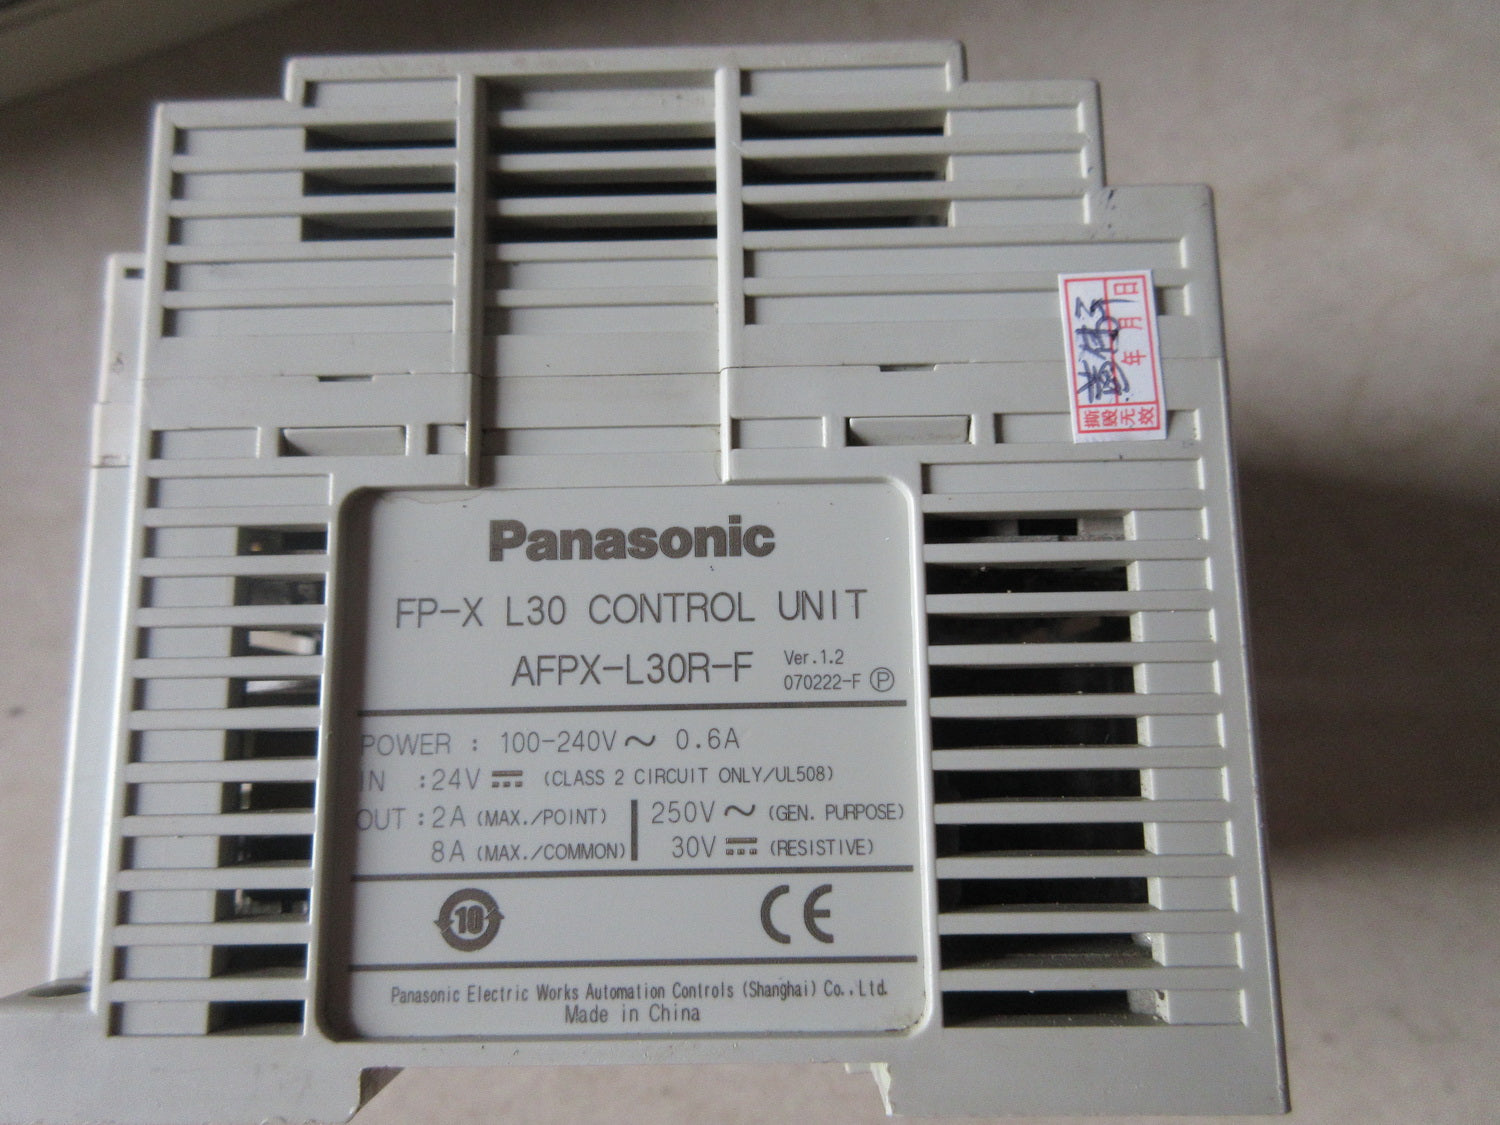 Panasonic
FP-X L30 CONTROL UNIT
AFPX-L30R-F
Ver.1.2
070222-F Ⓟ
POWER : 100-240V ~ 0.6A
IN :24V ⎓ (CLASS 2 CIRCUIT ONLY/UL508)
OUT :2A (MAX./POINT) 250V ~ (GEN. PURPOSE)
8A (MAX./COMMON) 30V ⎓ (RESISTIVE)
10
CE
Panasonic Electric Works Automation Controls (Shanghai) Co.,Ltd.
Made in China
撕毁无效
年 月 日